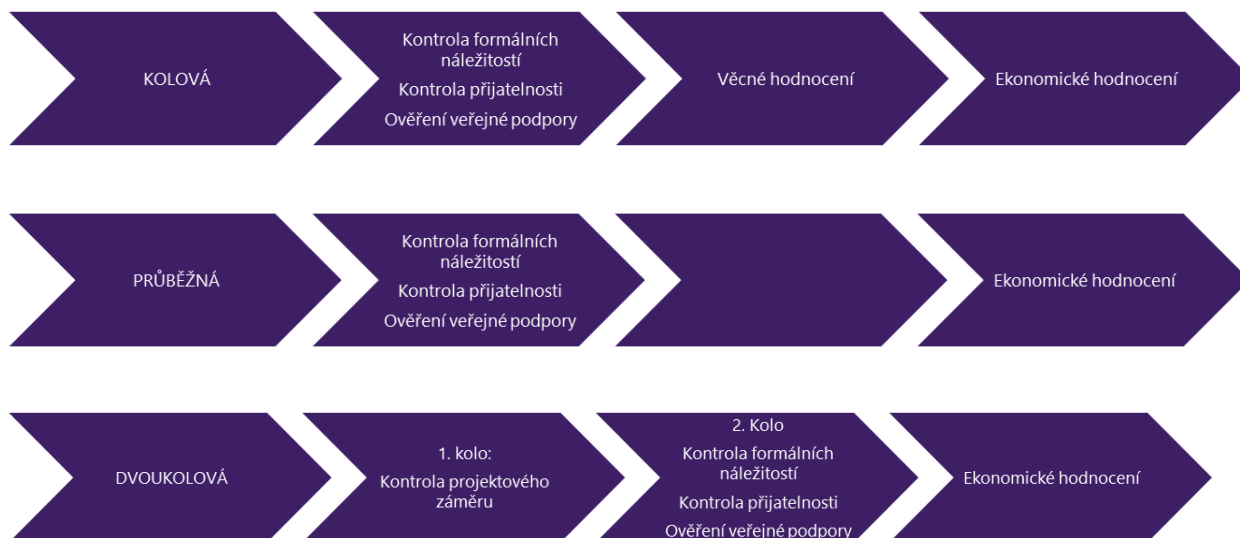 KOLOVÁ
Kontrola formálních
náležitostí
Kontrola přijatelnosti
Ověření veřejné podpory
Věcné hodnocení
Ekonomické hodnocení
PRŮBĚŽNÁ
Kontrola formálních
náležitostí
Kontrola přijatelnosti
Ověření veřejné podpory
Ekonomické hodnocení
DVOUKOLOVÁ
1. kolo:
Kontrola projektového
záměru
2. Kolo
Kontrola formálních
náležitostí
Kontrola přijatelnosti
Ověření veřejné podpory
Ekonomické hodnocení